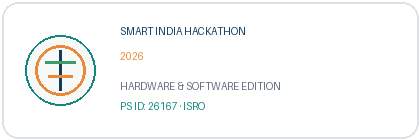 SMART INDIA HACKATHON
2026
HARDWARE & SOFTWARE EDITION
PS ID: 26167 · ISRO